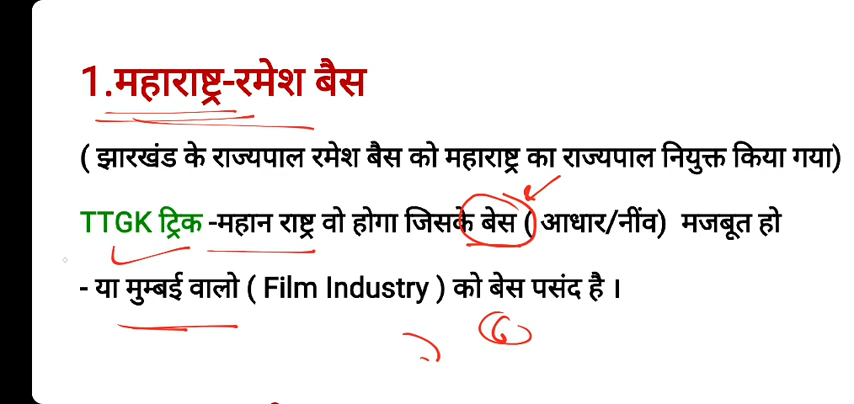 1.महाराष्ट्र-रमेश बैस
( झारखंड के राज्यपाल रमेश बैस को महाराष्ट्र का राज्यपाल नियुक्त किया गया)
TTGK ट्रिक -महान राष्ट्र वो होगा जिसके बेस ( आधार/नींव) मजबूत हो
- या मुम्बई वालो ( Film Industry ) को बेस पसंद है ।